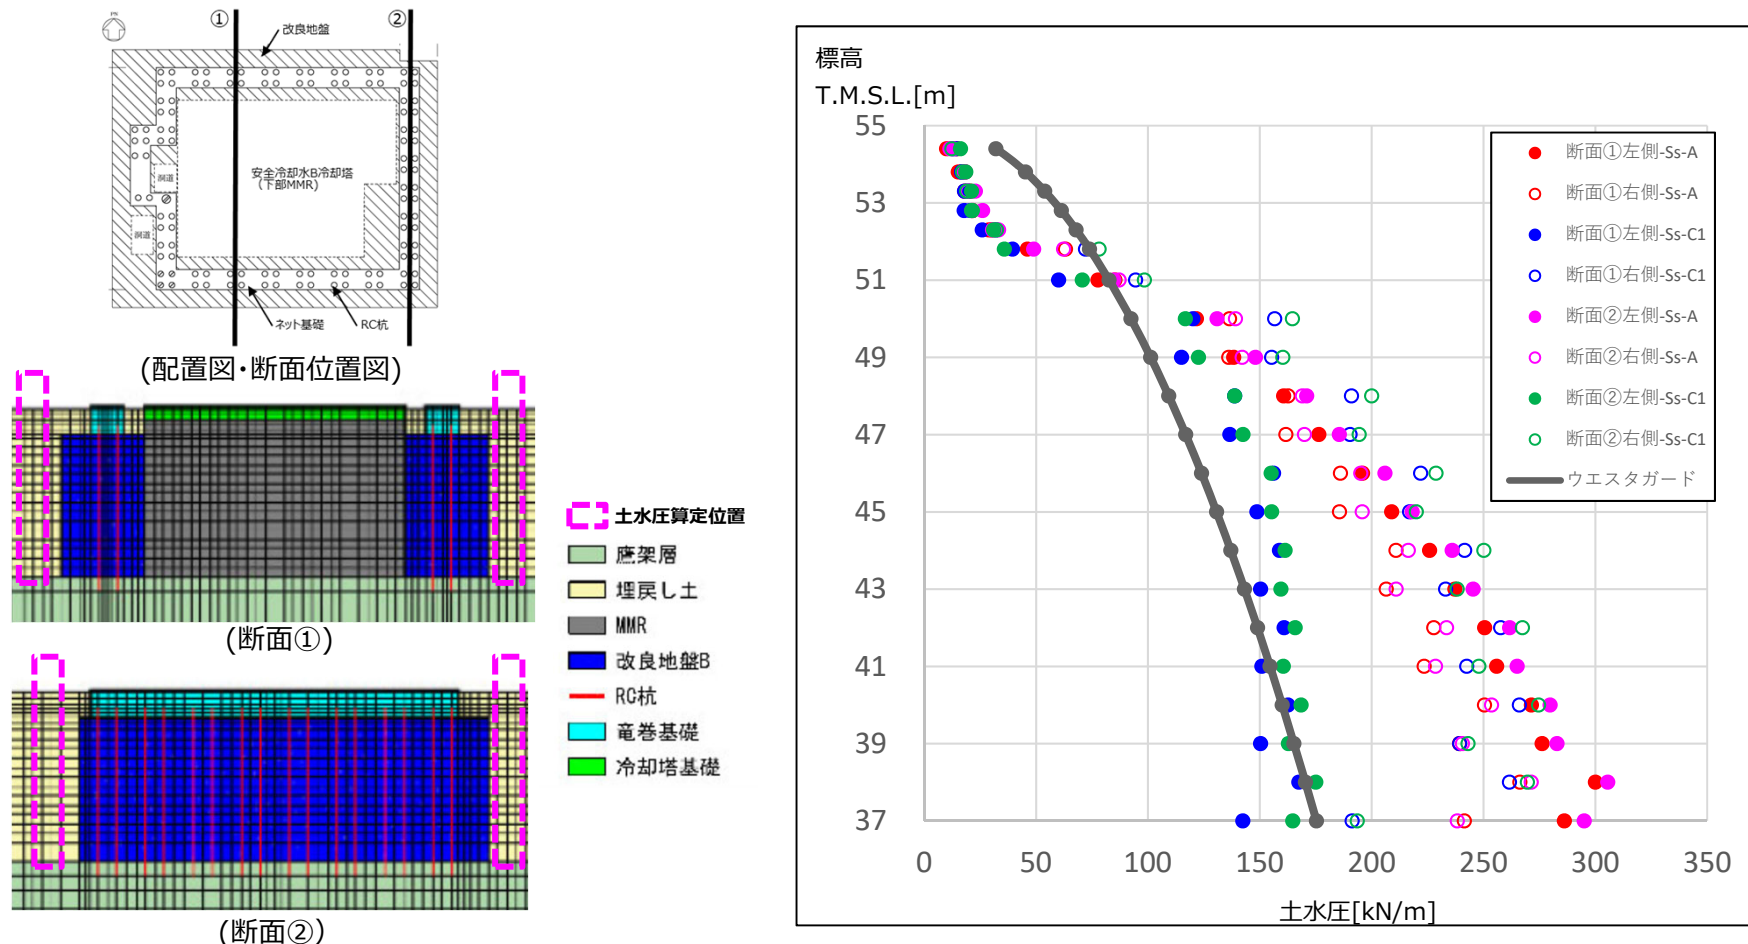 PN
①
②
改良地盤
安全冷却水B冷却塔
(下部MMR)
洞道
洞道
ネット基礎
RC杭
(配置図・断面位置図)
(断面①)
(断面②)
土水圧算定位置
鷹架層
埋戻し土
MMR
改良地盤B
RC杭
竜巻基礎
冷却塔基礎
標高
T.M.S.L.[m]
55
53
51
49
47
45
43
41
39
37
0
50
100
150
200
250
300
350
土水圧[kN/m]
断面①左側-Ss-A
断面①右側-Ss-A
断面①左側-Ss-C1
断面①右側-Ss-C1
断面②左側-Ss-A
断面②右側-Ss-A
断面②左側-Ss-C1
断面②右側-Ss-C1
ウエスタガード